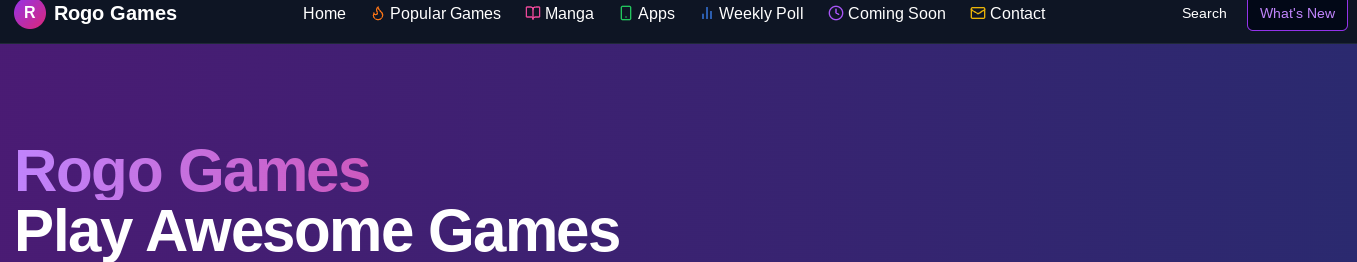 R Rogo Games Home Popular Games Manga Apps Weekly Poll Coming Soon Contact Search What's New
Rogo Games
Play Awesome Games